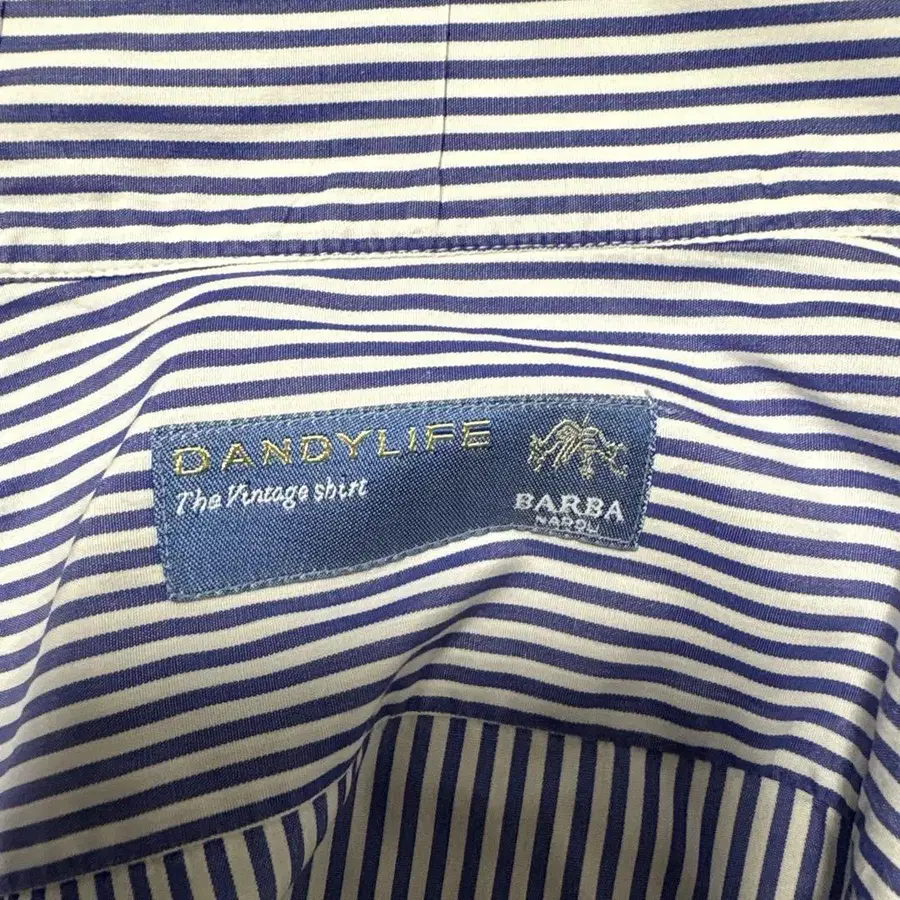 DANDYLIFE
The Vintage shirt
BARBA
NAPOLI